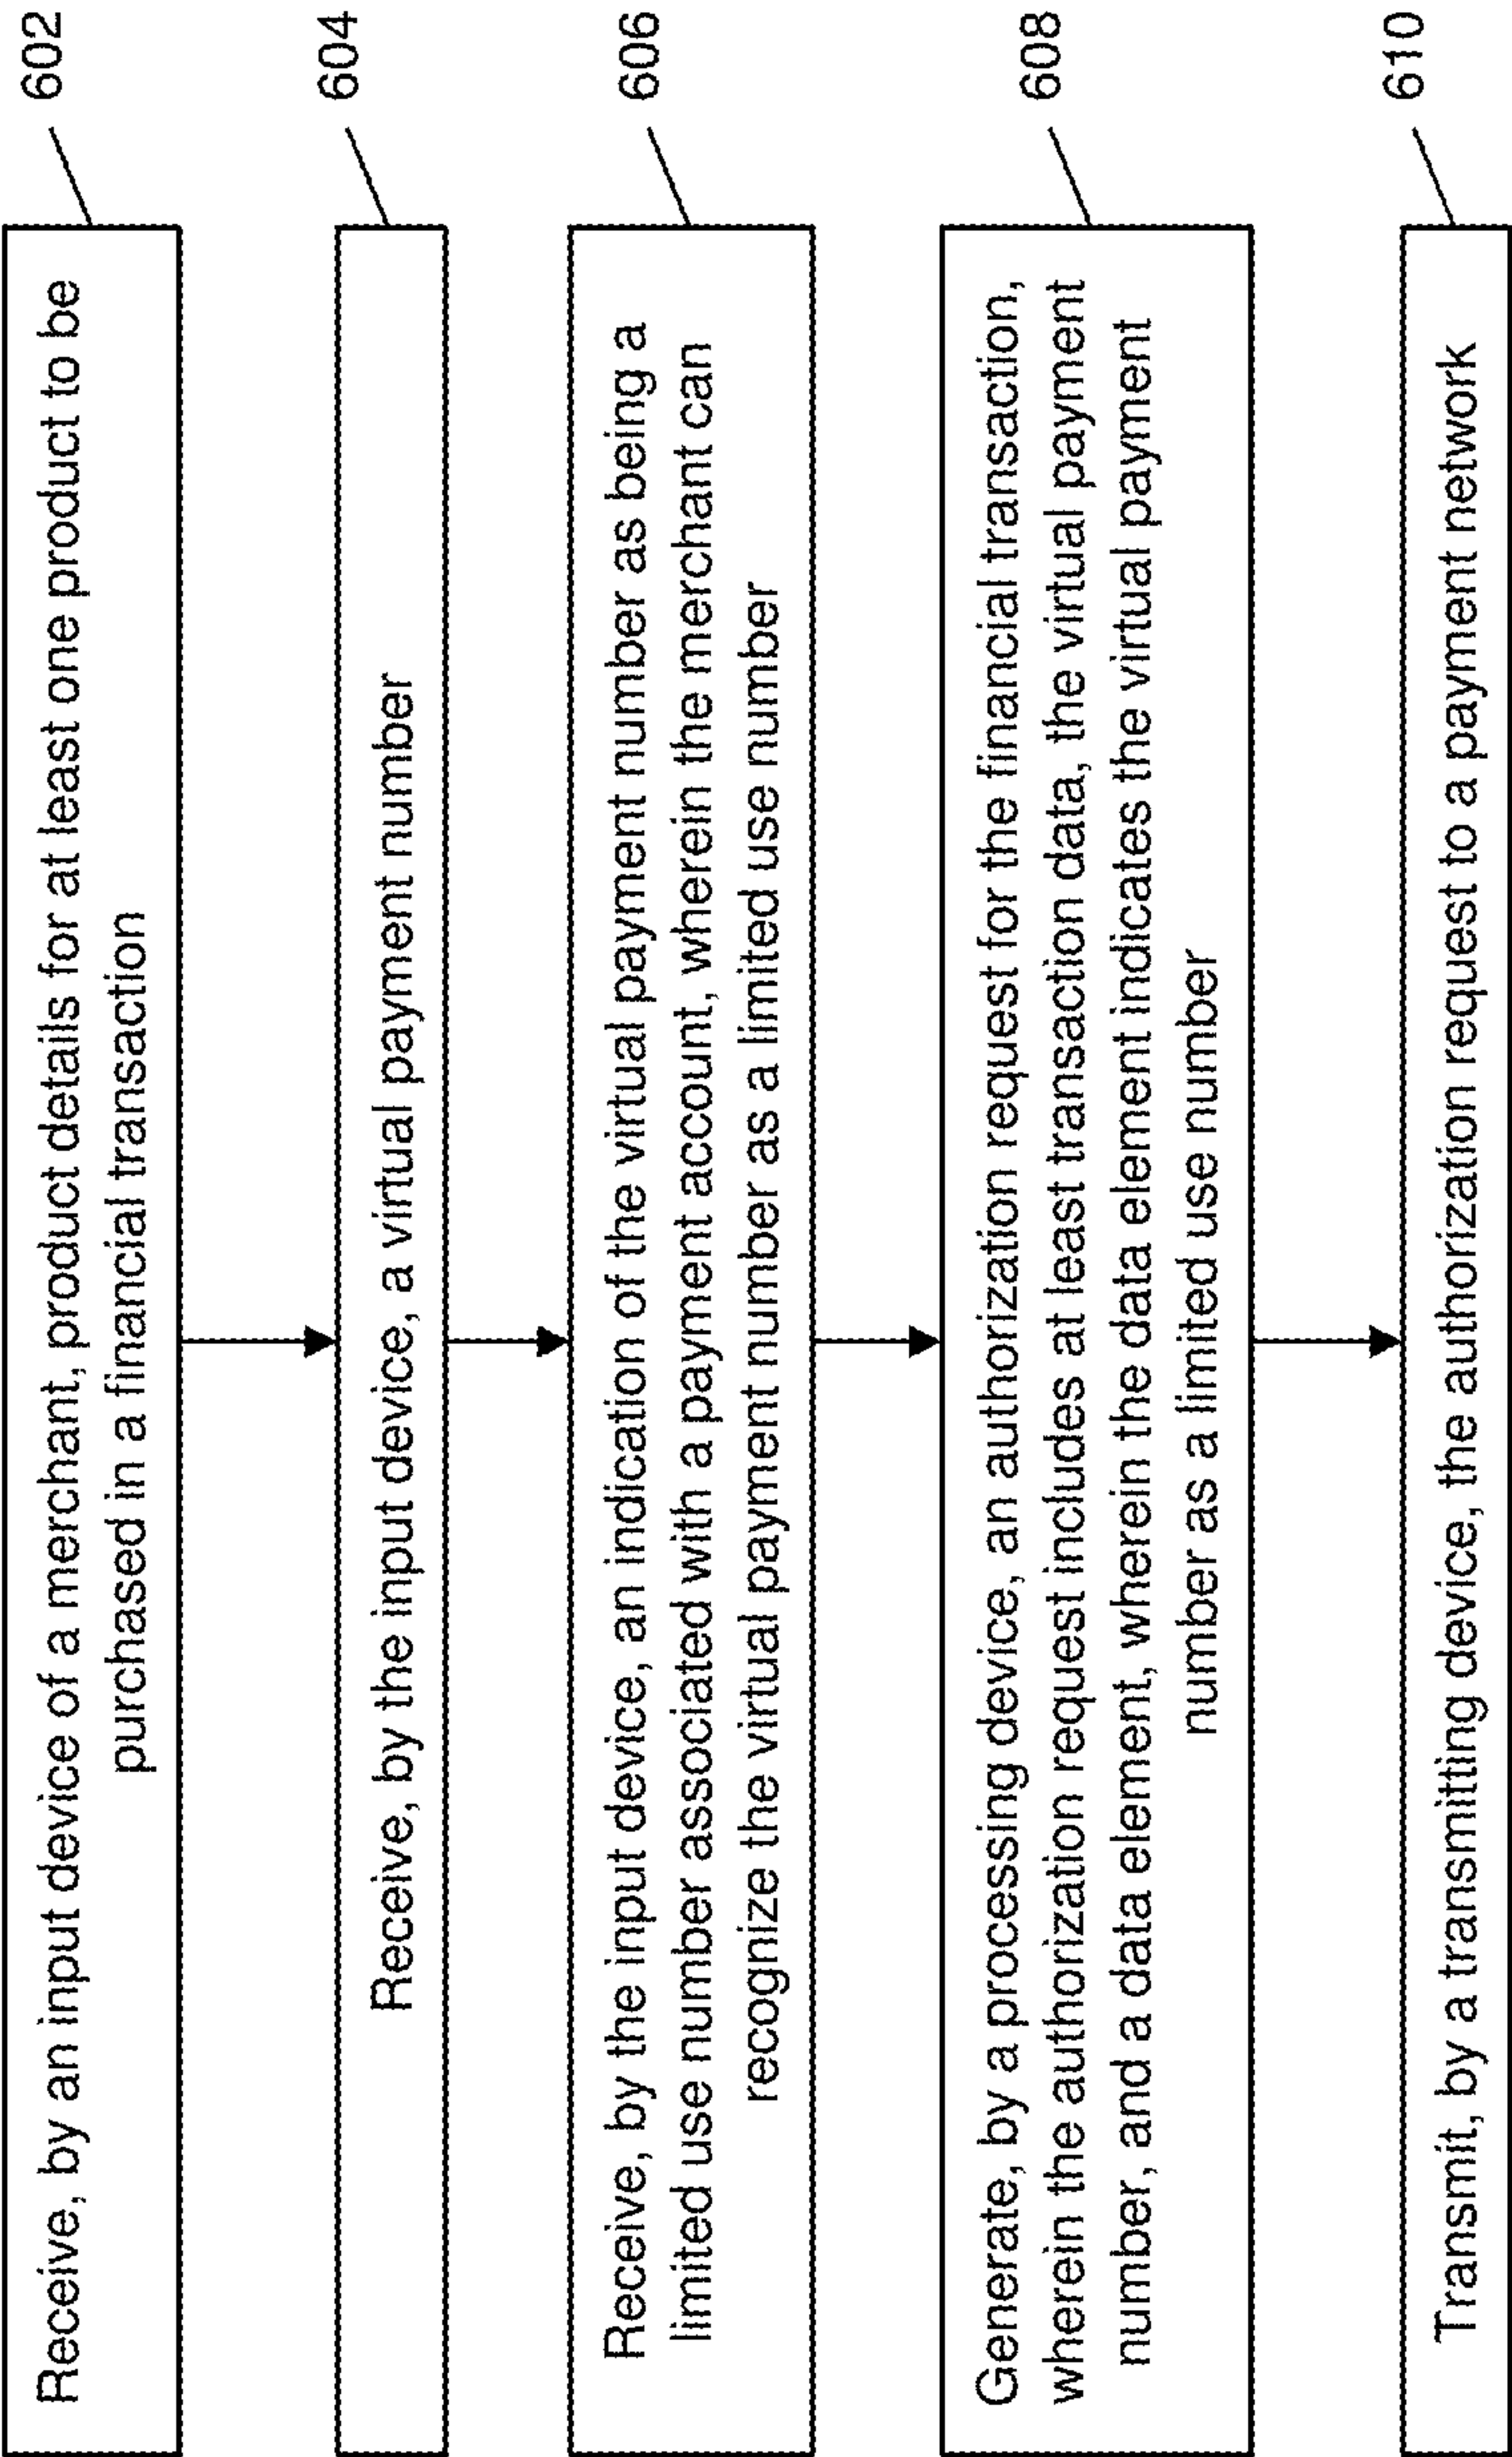 Receive, by an input device of a merchant, product details for at least one product to be
purchased in a financial transaction
602
Receive, by the input device, a virtual payment number
604
Receive, by the input device, an indication of the virtual payment number as being a
limited use number associated with a payment account, wherein the merchant can
recognize the virtual payment number as a limited use number
606
Generate, by a processing device, an authorization request for the financial transaction,
wherein the authorization request includes at least transaction data, the virtual payment
number, and a data element, wherein the data element indicates the virtual payment
number as a limited use number
608
Transmit, by a transmitting device, the authorization request to a payment network
610